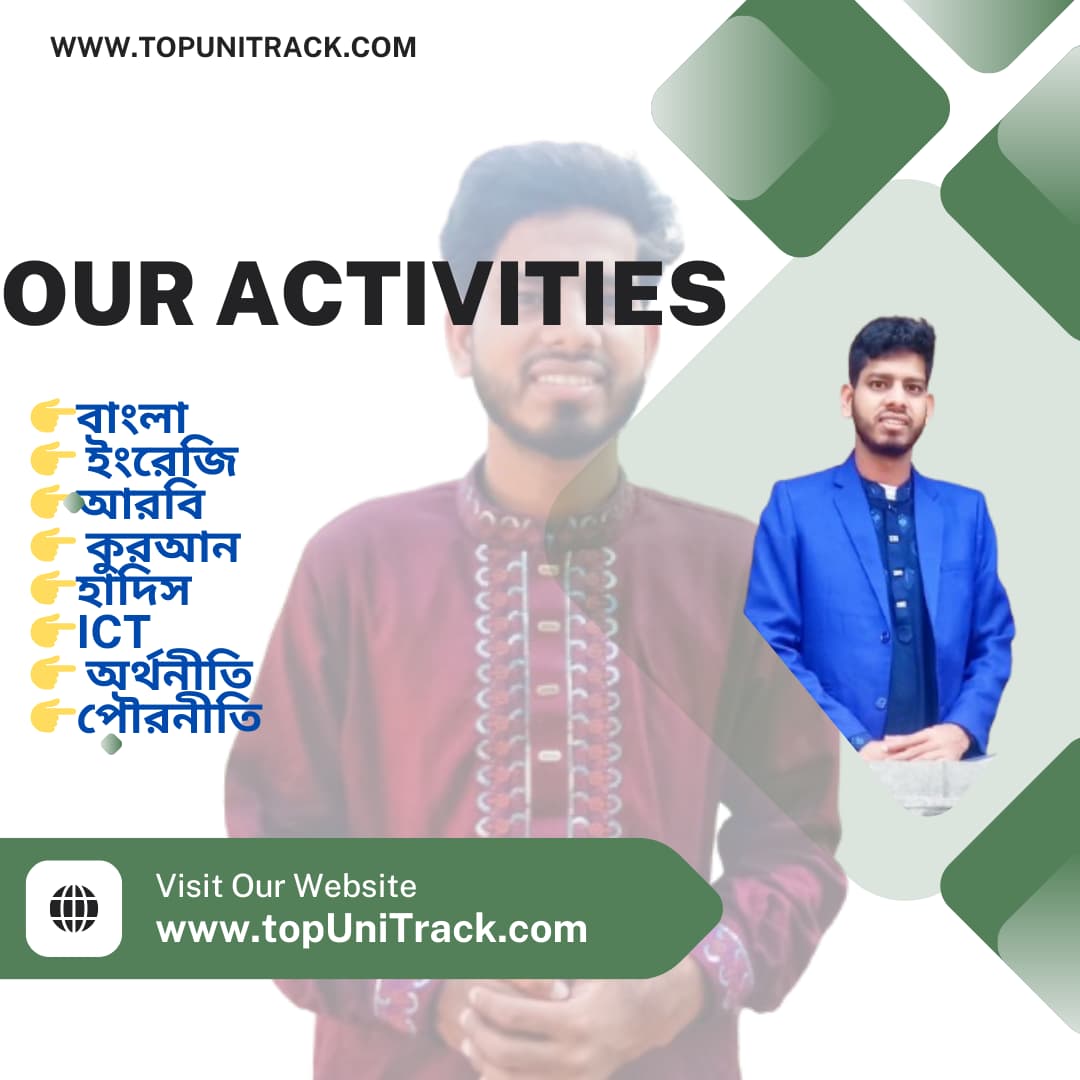 WWW.TOPUNITRACK.COM
OUR ACTIVITIES
👉বাংলা
👉 ইংরেজি
👉আরবি
👉 কুরআন
👉হাদিস
👉ICT
👉 অর্থনীতি
👉পৌরনীতি
Visit Our Website
www.topUniTrack.com